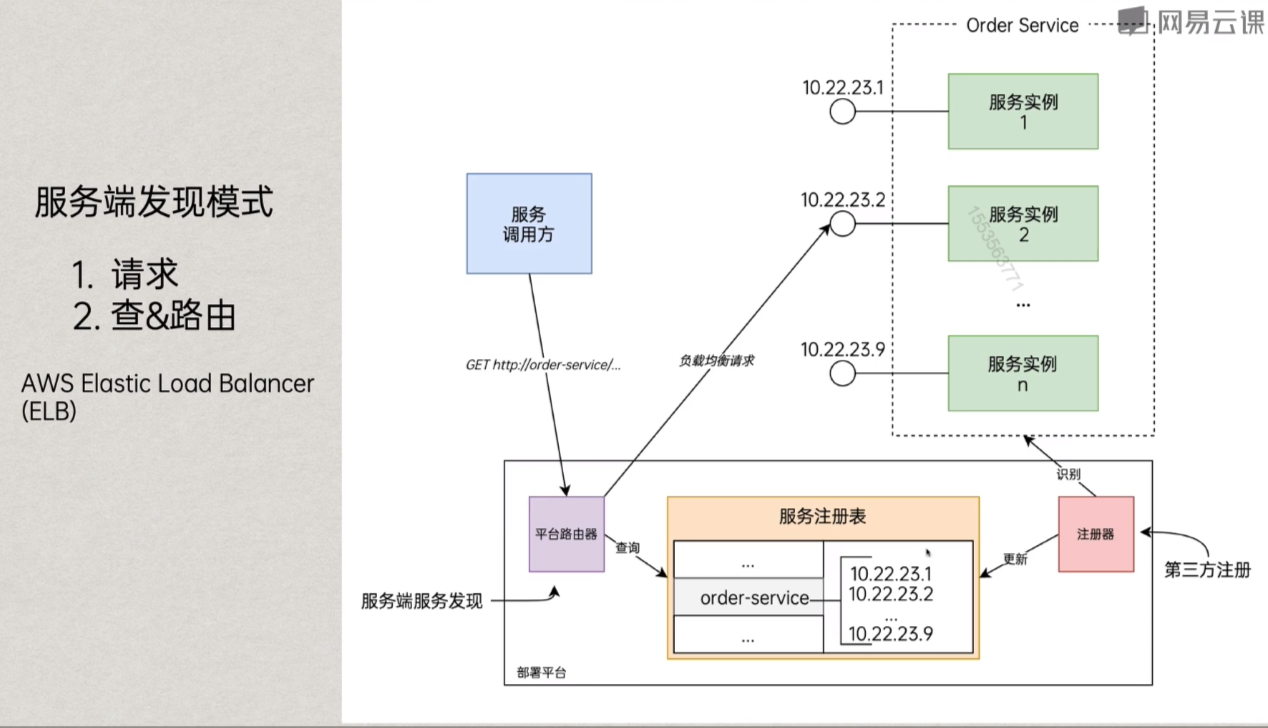 服务端发现模式
1. 请求
2. 查&路由
AWS Elastic Load Balancer
(ELB)
网易云课
Order Service
10.22.23.1
服务实例
1
10.22.23.2
服务实例
2
1553563771
...
10.22.23.9
服务实例
n
服务
调用方
GET http://order-service/...
负载均衡请求
识别
平台路由器
查询
服务注册表
...
order-service
...
10.22.23.1
10.22.23.2
...
10.22.23.9
更新
注册器
第三方注册
服务端服务发现
部署平台